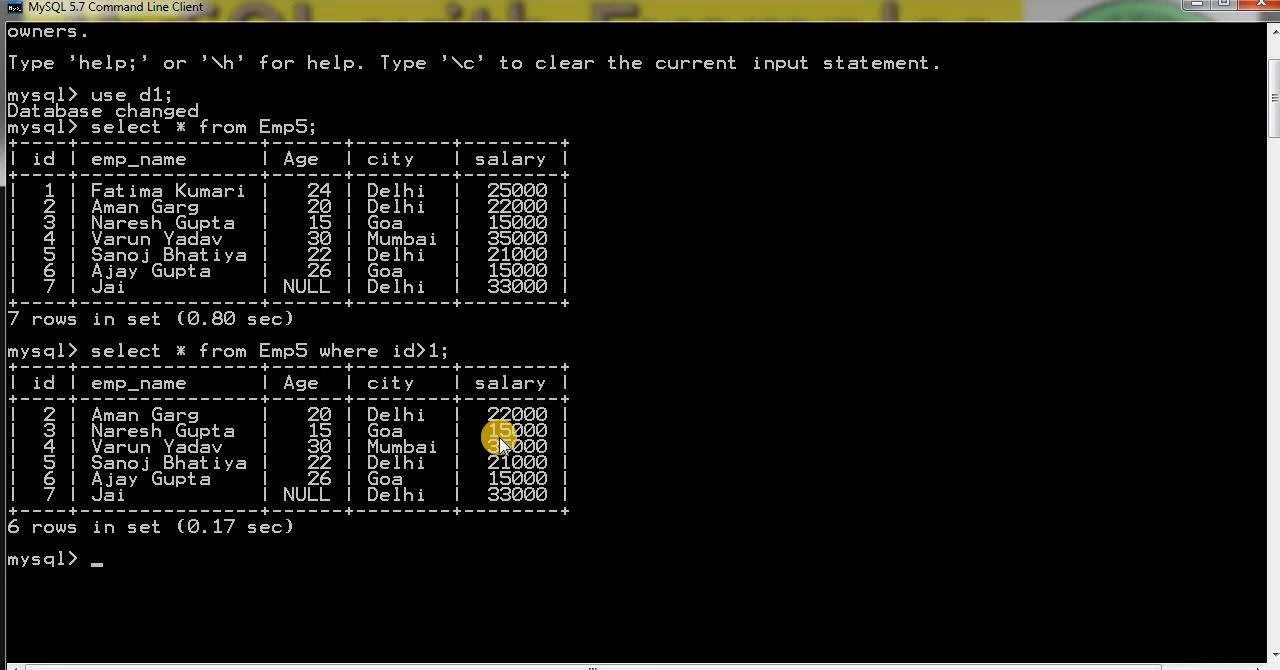 MySQL 5.7 Command Line Client
owners.
Type 'help;' or '\h' for help. Type '\c' to clear the current input statement.
mysql> use d1;
Database changed
mysql> select * from Emp5;
+----+---------------+------+--------+--------+
| id | emp_name | Age | city | salary |
+----+---------------+------+--------+--------+
| 1 | Fatima Kumari | 24 | Delhi | 25000 |
| 2 | Aman Garg | 20 | Delhi | 22000 |
| 3 | Naresh Gupta | 15 | Goa | 15000 |
| 4 | Varun Yadav | 30 | Mumbai | 35000 |
| 5 | Sanoj Bhatiya | 22 | Delhi | 21000 |
| 6 | Ajay Gupta | 26 | Goa | 15000 |
| 7 | Jai | NULL | Delhi | 33000 |
+----+---------------+------+--------+--------+
7 rows in set (0.80 sec)
mysql> select * from Emp5 where id>1;
+----+---------------+------+--------+--------+
| id | emp_name | Age | city | salary |
+----+---------------+------+--------+--------+
| 2 | Aman Garg | 20 | Delhi | 22000 |
| 3 | Naresh Gupta | 15 | Goa | 15000 |
| 4 | Varun Yadav | 30 | Mumbai | 35000 |
| 5 | Sanoj Bhatiya | 22 | Delhi | 21000 |
| 6 | Ajay Gupta | 26 | Goa | 15000 |
| 7 | Jai | NULL | Delhi | 33000 |
+----+---------------+------+--------+--------+
6 rows in set (0.17 sec)
mysql> _